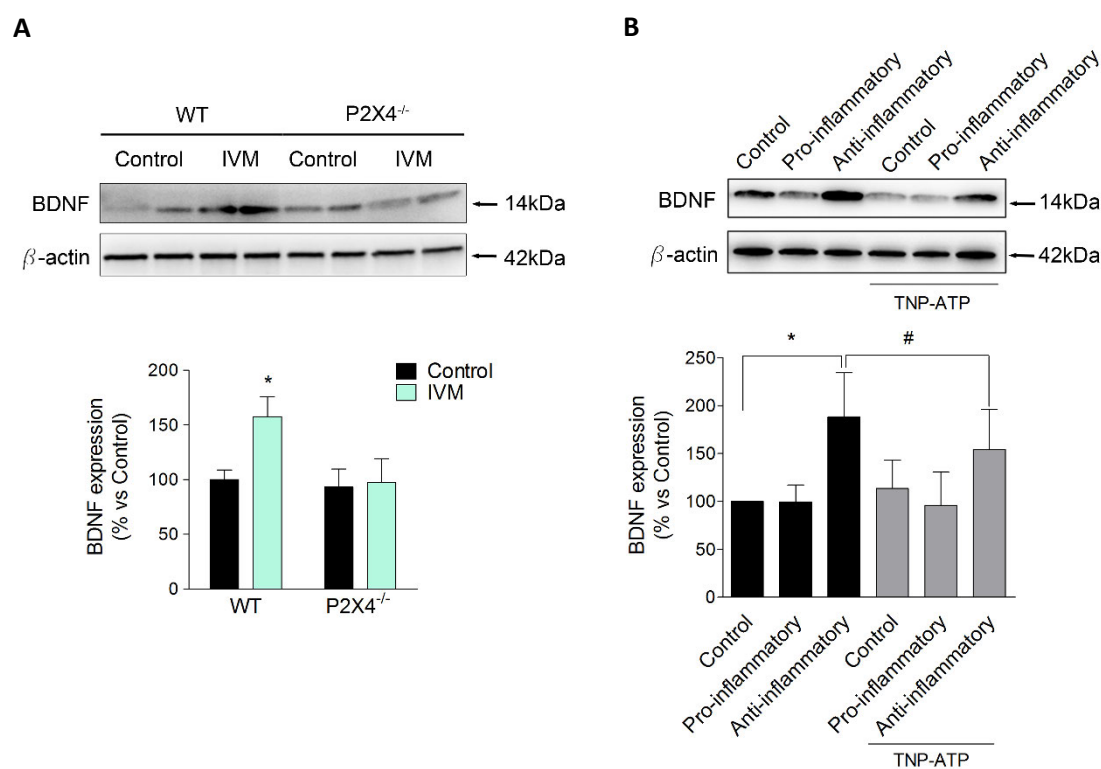 A
WT P2X4-/-
Control IVM Control IVM
BDNF 14kDa
β-actin 42kDa
200
150
100
50
0
BDNF expression
(% vs Control)
*
Control
IVM
WT P2X4-/-
B
Control Pro-inflammatory Anti-inflammatory Control Pro-inflammatory Anti-inflammatory
BDNF 14kDa
β-actin 42kDa
TNP-ATP
250
200
150
100
50
0
BDNF expression
(% vs Control)
* #
Control Pro-inflammatory Anti-inflammatory Control Pro-inflammatory Anti-inflammatory
TNP-ATP